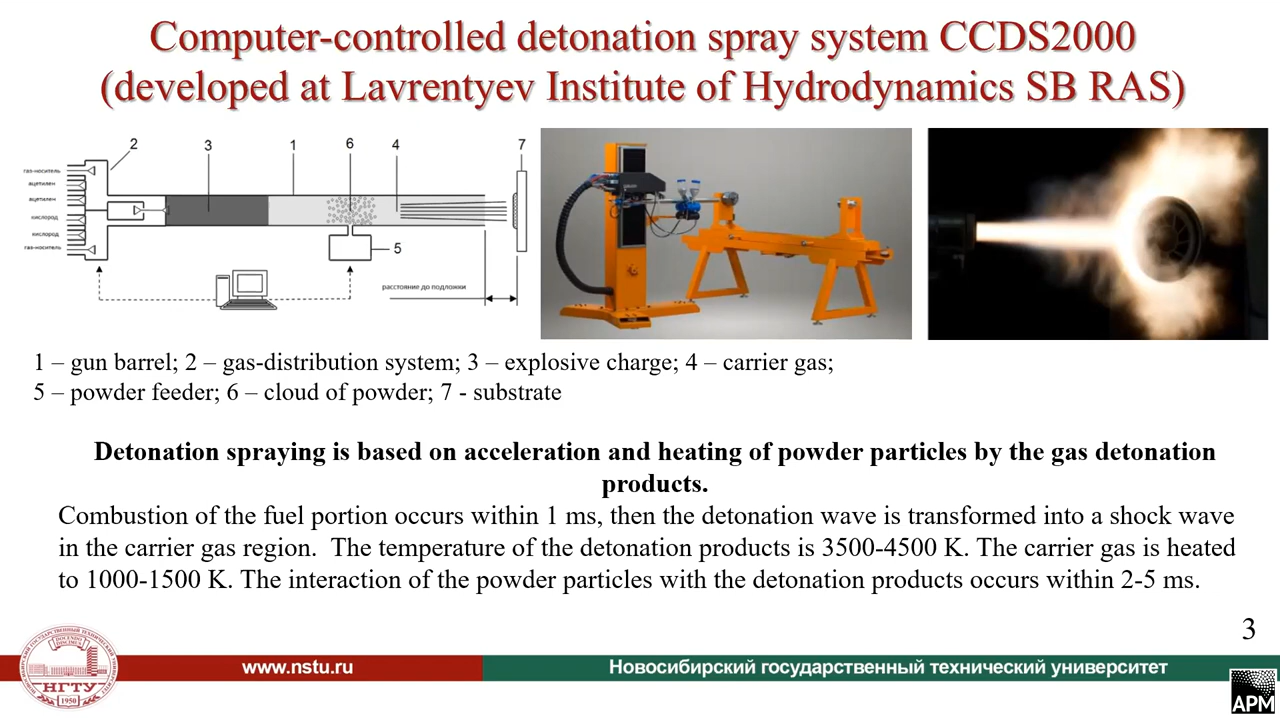 Computer-controlled detonation spray system CCDS2000
(developed at Lavrentyev Institute of Hydrodynamics SB RAS)
2
3
1
6
4
7
газ-носитель
ацетилен
ацетилен
кислород
кислород
газ-носитель
5
расстояние до подложки
1 – gun barrel; 2 – gas-distribution system; 3 – explosive charge; 4 – carrier gas;
5 – powder feeder; 6 – cloud of powder; 7 - substrate
Detonation spraying is based on acceleration and heating of powder particles by the gas detonation
products.
Combustion of the fuel portion occurs within 1 ms, then the detonation wave is transformed into a shock wave
in the carrier gas region.  The temperature of the detonation products is 3500-4500 K. The carrier gas is heated
to 1000-1500 K. The interaction of the powder particles with the detonation products occurs within 2-5 ms.
3
НГТУ
1950
www.nstu.ru
Новосибирский государственный технический университет
APM